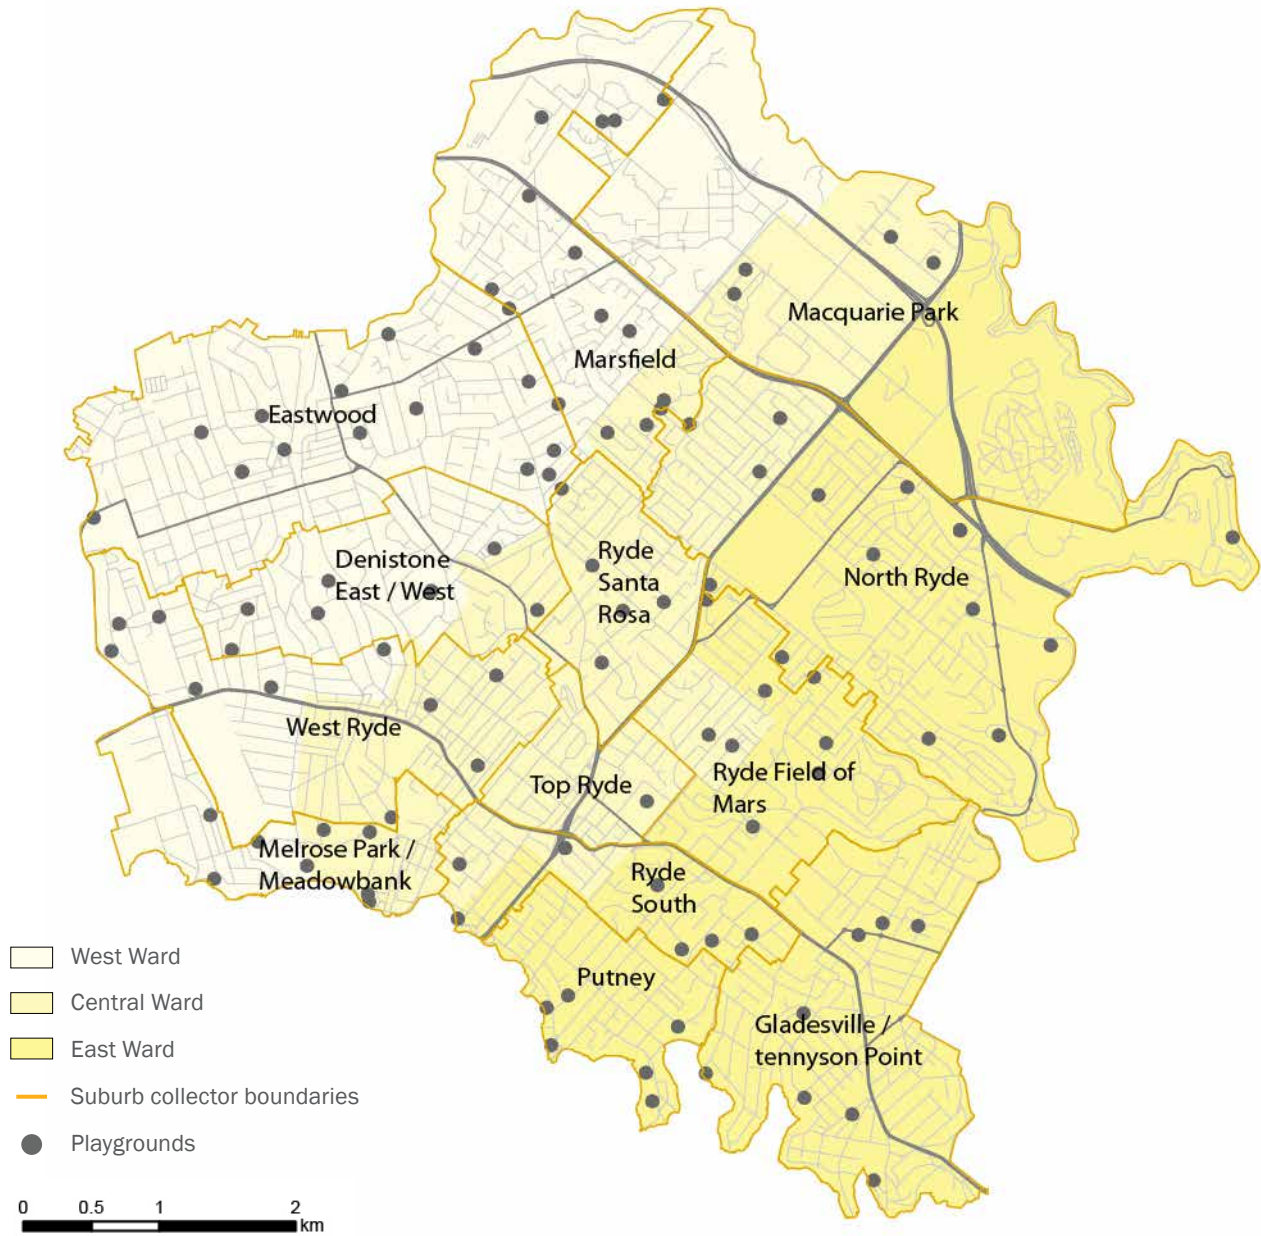 Macquarie Park
Marsfield
Eastwood
Denistone
East / West
Ryde
Santa
Rosa
North Ryde
West Ryde
Top Ryde
Ryde Field of
Mars
Melrose Park /
Meadowbank
Ryde
South
Putney
Gladesville /
tennyson Point
West Ward
Central Ward
East Ward
Suburb collector boundaries
Playgrounds
0 0.5 1 2
km